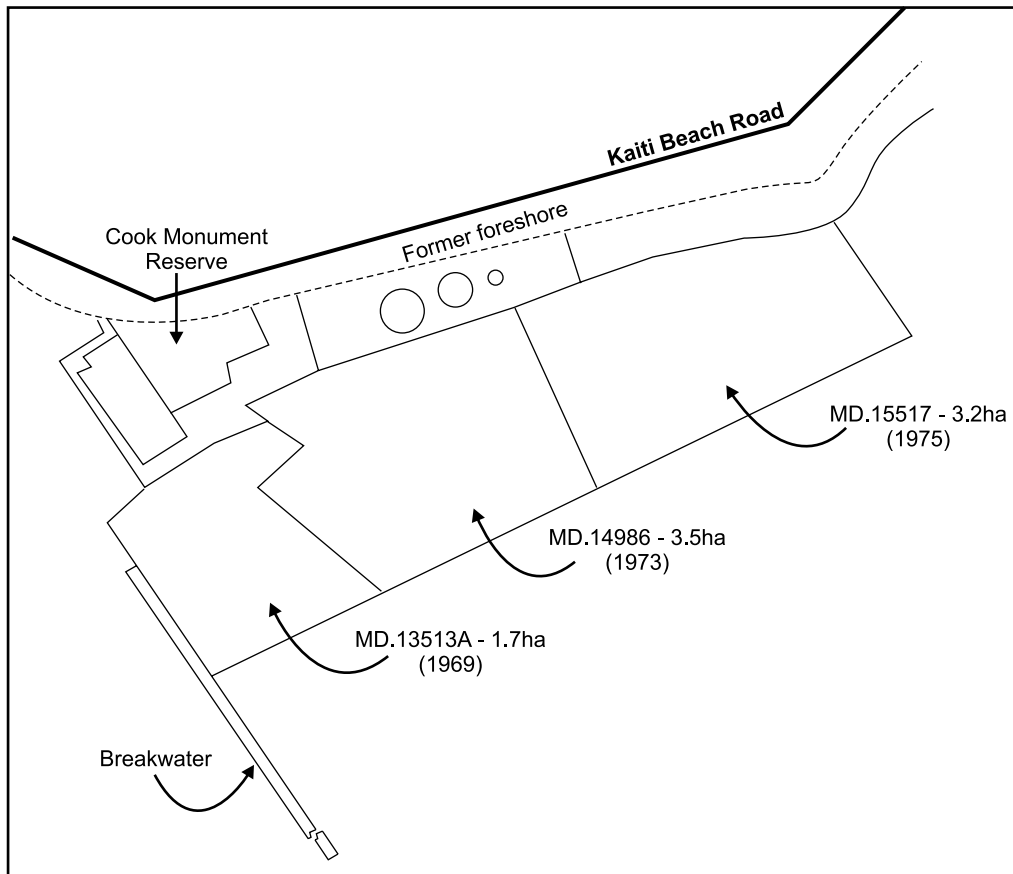 Kaiti Beach Road
Cook Monument
Reserve
Former foreshore
MD.15517 - 3.2ha
(1975)
MD.14986 - 3.5ha
(1973)
MD.13513A - 1.7ha
(1969)
Breakwater